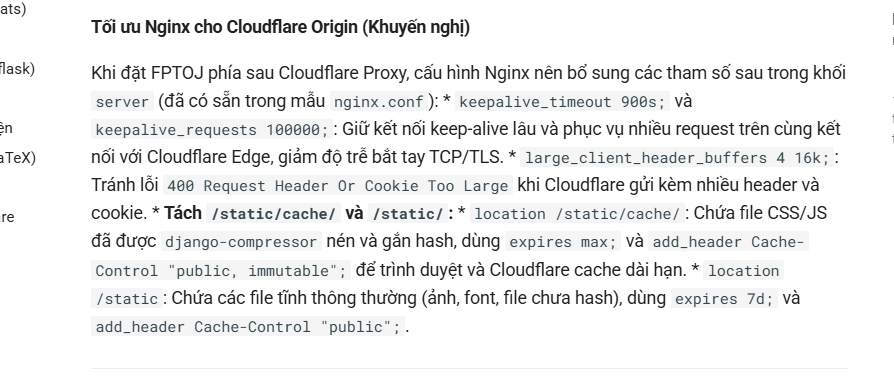 ats)
Tối ưu Nginx cho Cloudflare Origin (Khuyến nghị)
Khi đặt FPTOJ phía sau Cloudflare Proxy, cấu hình Nginx nên bổ sung các tham số sau trong khối
flask)
server (đã có sẵn trong mẫu nginx.conf): * keepalive_timeout 900s; và
keepalive_requests 100000;: Giữ kết nối keep-alive lâu và phục vụ nhiều request trên cùng kết
ện
nối với Cloudflare Edge, giảm độ trễ bắt tay TCP/TLS. * large_client_header_buffers 4 16k;:
aTeX)
Tránh lỗi 400 Request Header Or Cookie Too Large khi Cloudflare gửi kèm nhiều header và
cookie. * Tách /static/cache/ và /static/: * location /static/cache/: Chứa file CSS/JS
are
đã được django-compressor nén và gắn hash, dùng expires max; và add_header Cache-
Control "public, immutable"; để trình duyệt và Cloudflare cache dài hạn. * location
/static: Chứa các file tĩnh thông thường (ảnh, font, file chưa hash), dùng expires 7d; và
add_header Cache-Control "public";.